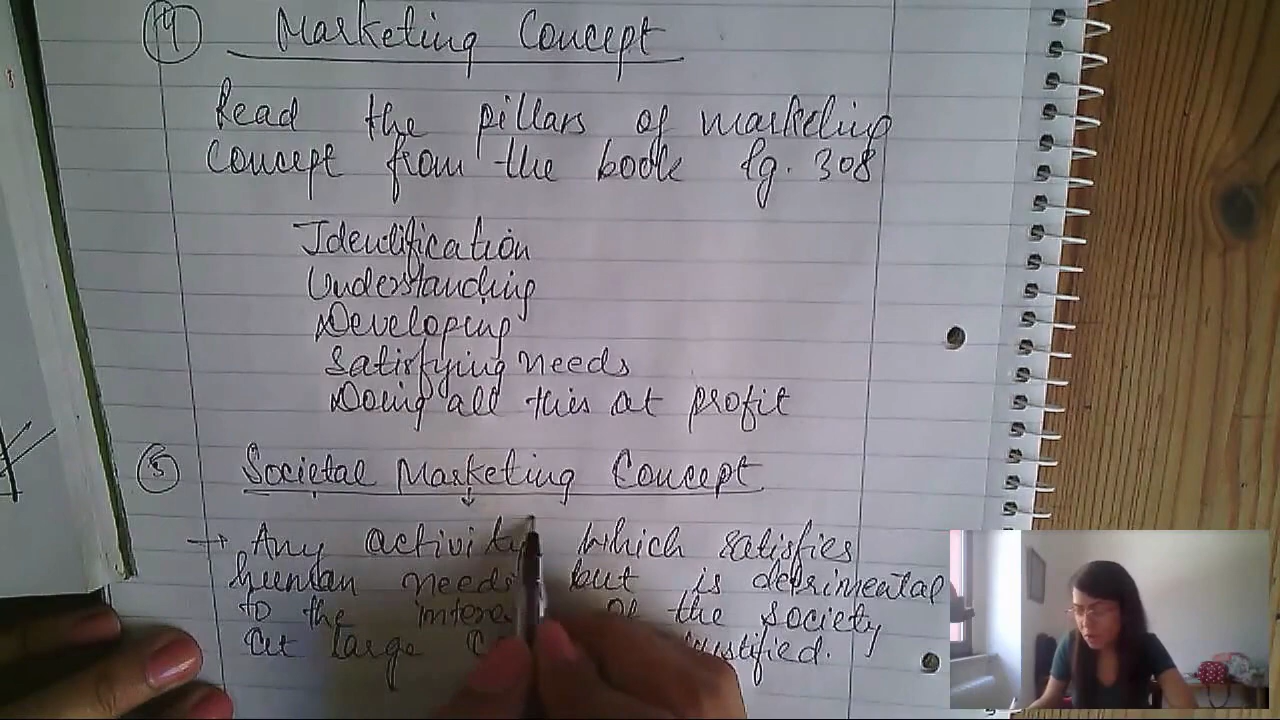 (4) Marketing Concept
Read the pillars of marketing
Concept from the book Pg. 308
Identification
Understanding
Developing
Satisfying needs
Doing all this at profit
(5) Societal Marketing Concept
→ Any activity which satisfies
human needs but is detrimental
to the of the society
at large justified.